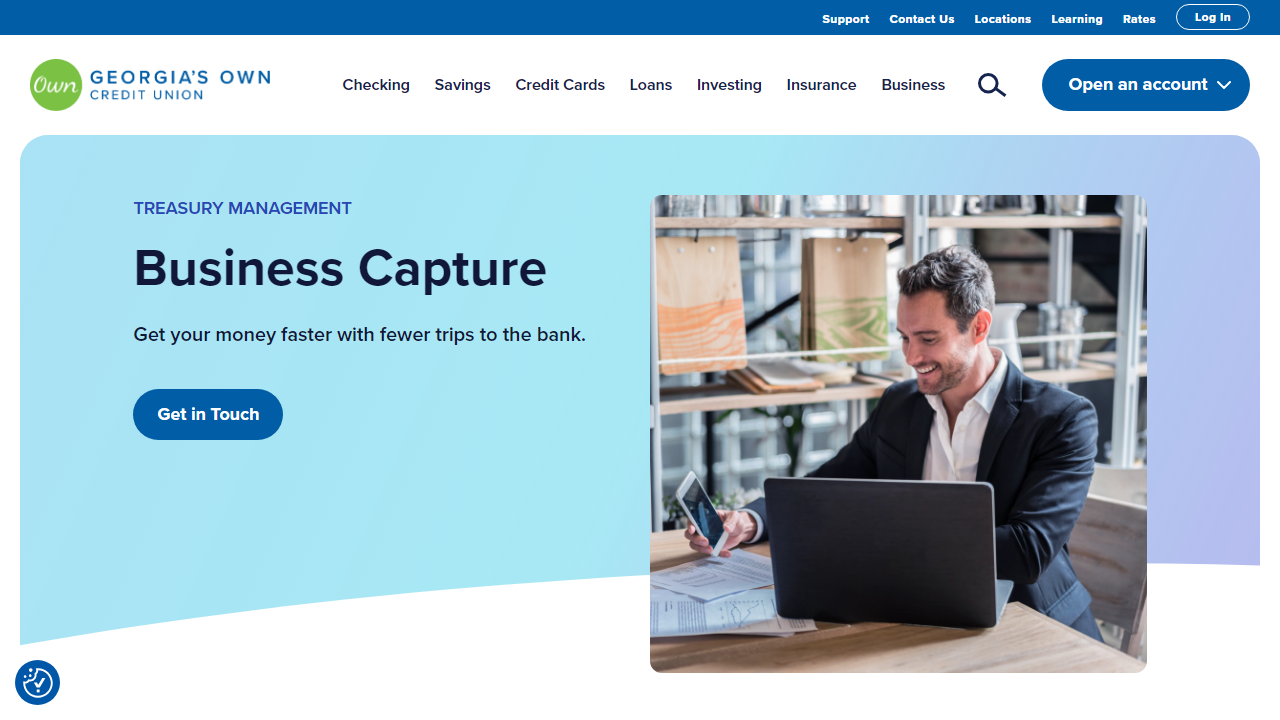 Support Contact Us Locations Learning Rates Log In
Own GEORGIA'S OWN
CREDIT UNION
Checking Savings Credit Cards Loans Investing Insurance Business Open an account
TREASURY MANAGEMENT
Business Capture
Get your money faster with fewer trips to the bank.
Get in Touch